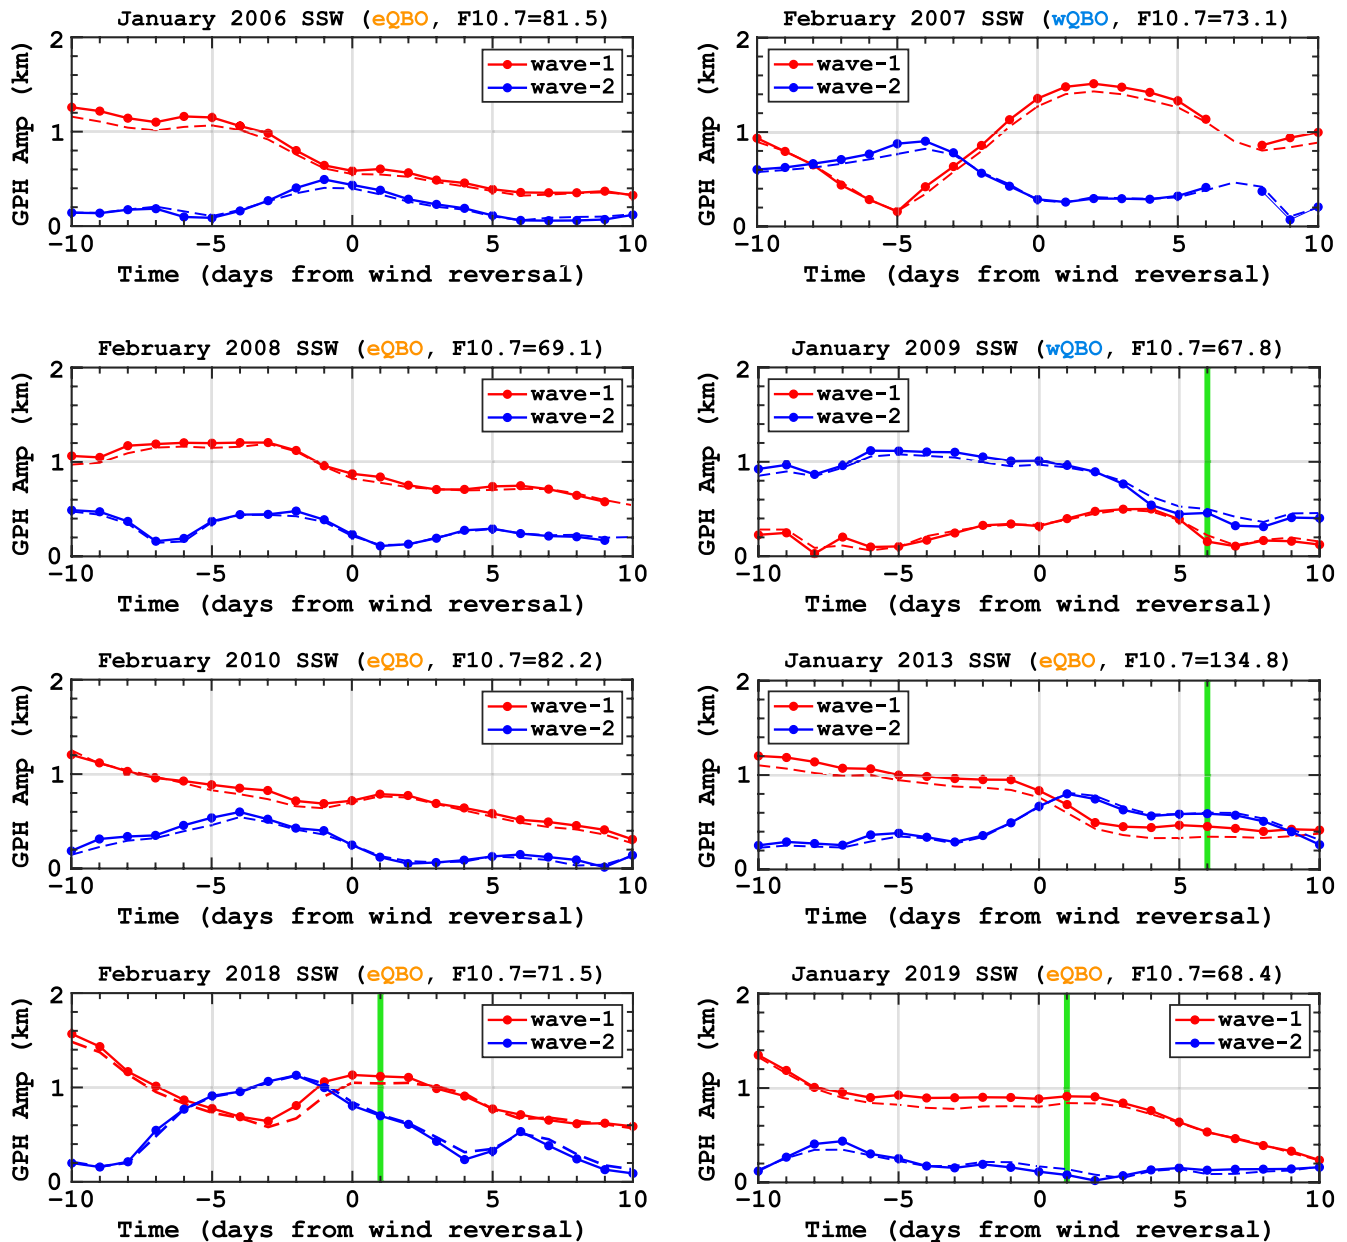 January 2006 SSW (eQBO, F10.7=81.5)
GPH Amp (km)
2
1
0
wave-1
wave-2
-10 -5 0 5 10
Time (days from wind reversal)
February 2007 SSW (wQBO, F10.7=73.1)
GPH Amp (km)
2
1
0
wave-1
wave-2
-10 -5 0 5 10
Time (days from wind reversal)
February 2008 SSW (eQBO, F10.7=69.1)
GPH Amp (km)
2
1
0
wave-1
wave-2
-10 -5 0 5 10
Time (days from wind reversal)
January 2009 SSW (wQBO, F10.7=67.8)
GPH Amp (km)
2
1
0
wave-1
wave-2
-10 -5 0 5 10
Time (days from wind reversal)
February 2010 SSW (eQBO, F10.7=82.2)
GPH Amp (km)
2
1
0
wave-1
wave-2
-10 -5 0 5 10
Time (days from wind reversal)
January 2013 SSW (eQBO, F10.7=134.8)
GPH Amp (km)
2
1
0
wave-1
wave-2
-10 -5 0 5 10
Time (days from wind reversal)
February 2018 SSW (eQBO, F10.7=71.5)
GPH Amp (km)
2
1
0
wave-1
wave-2
-10 -5 0 5 10
Time (days from wind reversal)
January 2019 SSW (eQBO, F10.7=68.4)
GPH Amp (km)
2
1
0
wave-1
wave-2
-10 -5 0 5 10
Time (days from wind reversal)